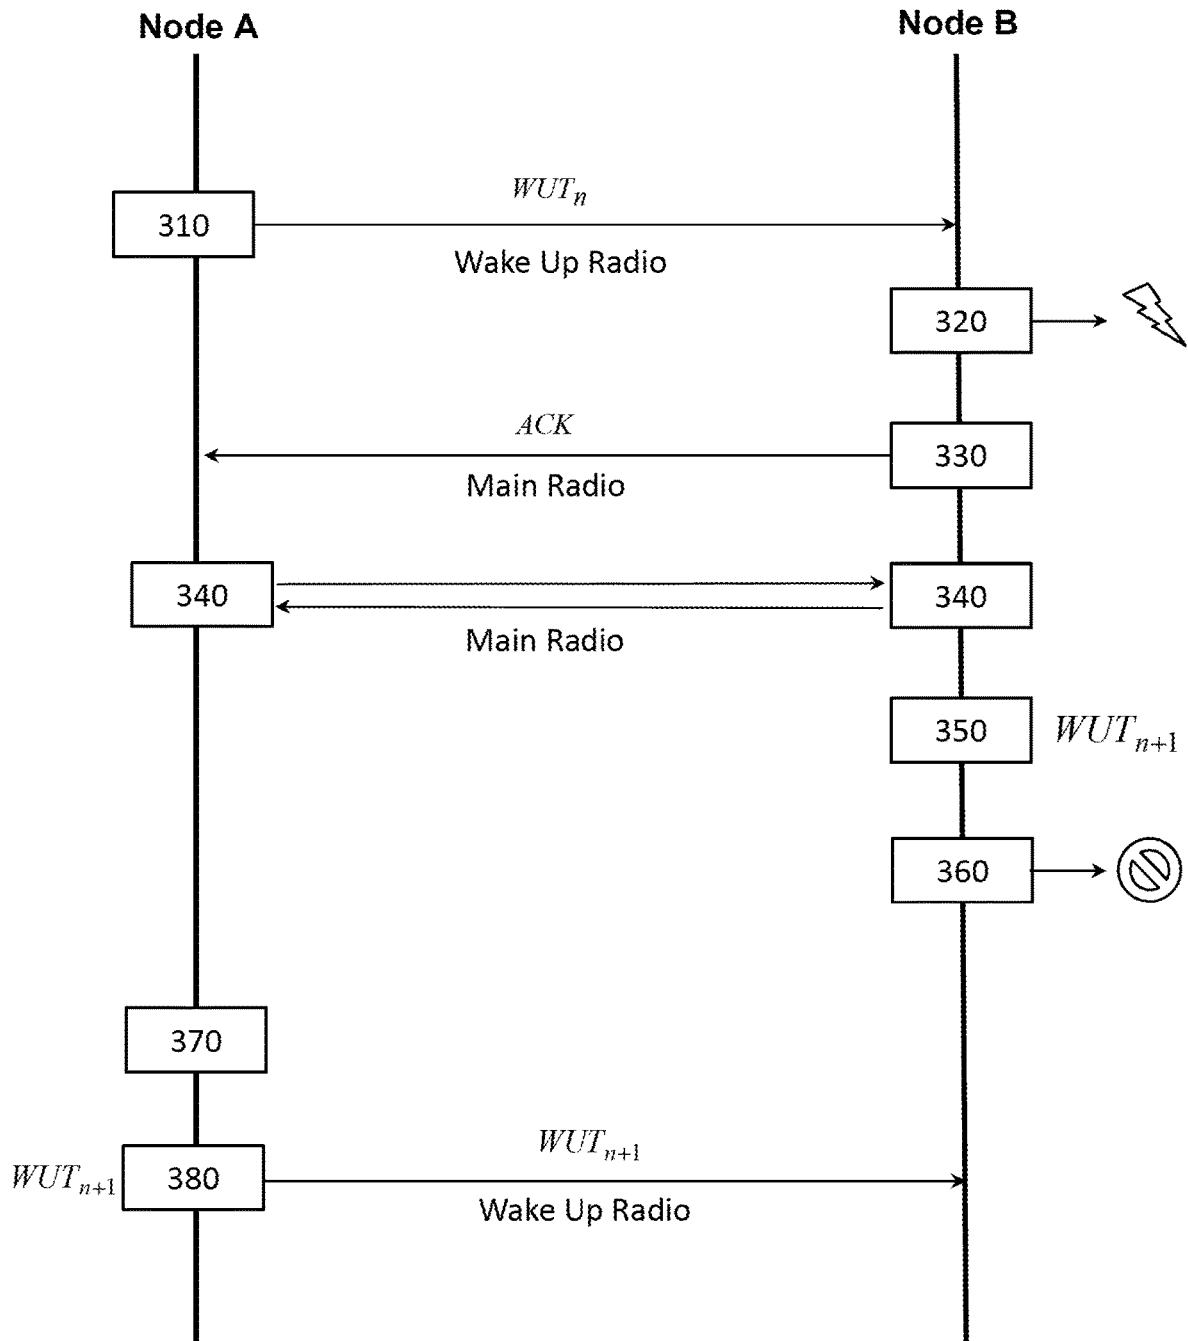 Node A
Node B
WUTn
310
Wake Up Radio
320
ACK
330
Main Radio
340
340
Main Radio
350
WUTn+1
360
370
WUTn+1
WUTn+1
380
Wake Up Radio